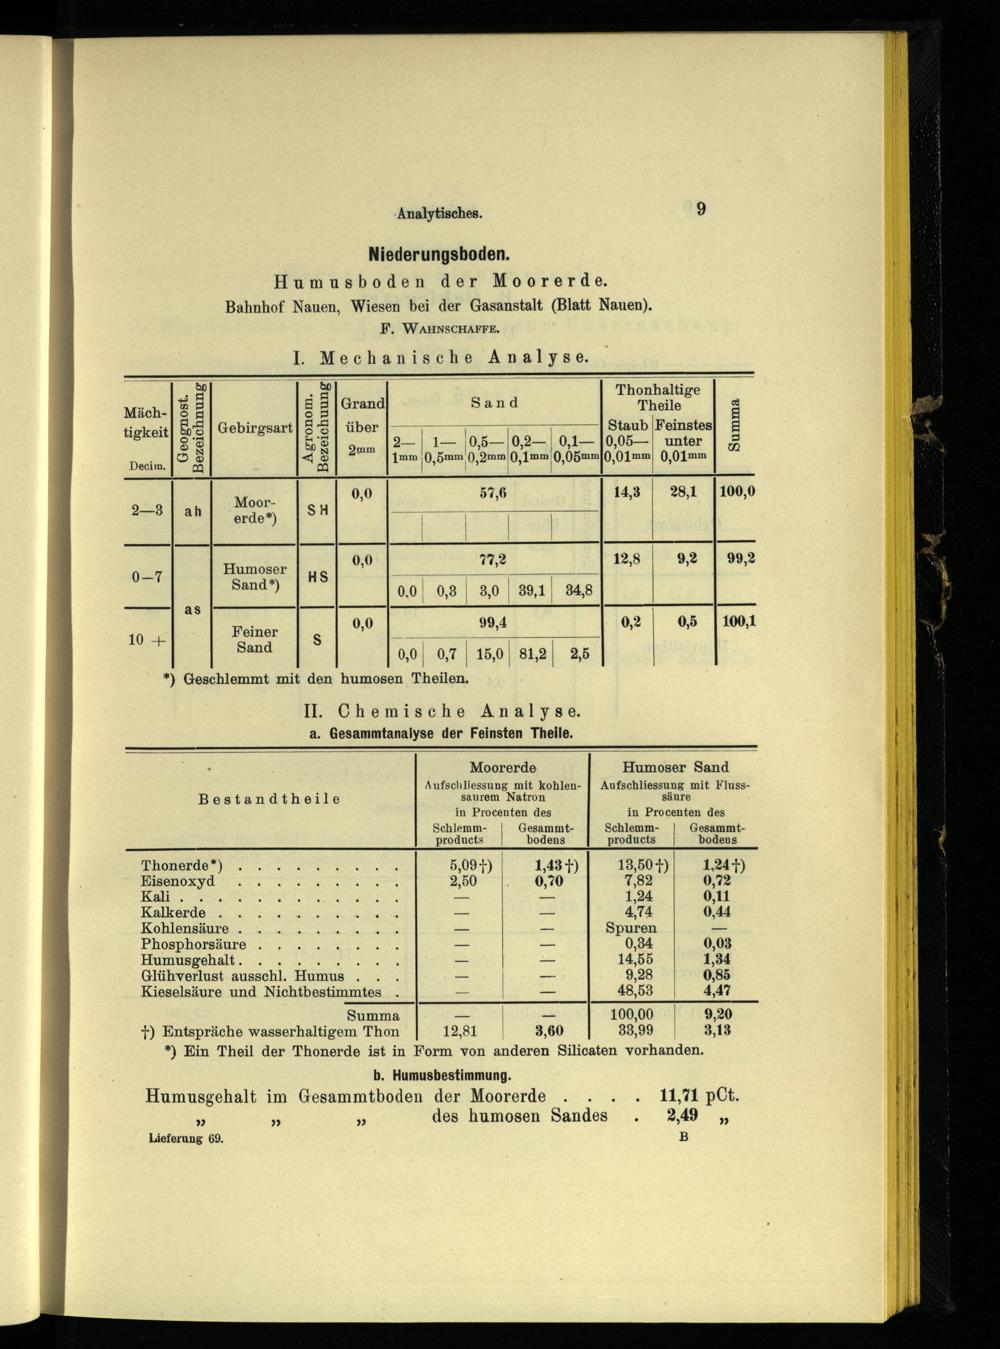 Analytisches. 9
Niederungsboden.
Humusboden der Moorerde.
Bahnhof Nauen, Wiesen bei der Gasanstalt (Blatt Nauen).
F. WAHNSCHAFFE.
I. Mechanische Analyse.
Mäch-
tigkeit
Decim.
Geognost.
Bezeichnung
Gebirgsart
Agronom.
Bezeichnung
Grand
über
2mm
Sand
2— 1— 0,5— 0,2— 0,1—
1mm 0,5mm 0,2mm 0,1mm 0,05mm
Thonhaltige
Theile
Staub Feinstes
0,05— unter
0,01mm 0,01mm
Summa
2—3 ah Moor-
erde*) SH 0,0 57,6 14,3 28,1 100,0
0—7 as Humoser
Sand*) HS 0,0 77,2 12,8 9,2 99,2
0,0 0,3 3,0 39,1 34,8
10 + Feiner
Sand S 0,0 99,4 0,2 0,5 100,1
0,0 0,7 15,0 81,2 2,5
*) Geschlemmt mit den humosen Theilen.
II. Chemische Analyse.
a. Gesammtanalyse der Feinsten Theile.
Bestandtheile
Moorerde
Aufschliessung mit kohlen-
saurem Natron
in Procenten des
Schlemm-
products
Gesammt-
bodens
Humoser Sand
Aufschliessung mit Fluss-
säure
in Procenten des
Schlemm-
products
Gesammt-
bodens
Thonerde*) . . . . . . . . . 5,09†) 1,43†) 13,50†) 1,24†)
Eisenoxyd . . . . . . . . . 2,50 0,70 7,82 0,72
Kali . . . . . . . . . . . . — — 1,24 0,11
Kalkerde . . . . . . . . . . — — 4,74 0,44
Kohlensäure . . . . . . . . . — — Spuren —
Phosphorsäure . . . . . . . . — — 0,34 0,03
Humusgehalt . . . . . . . . . — — 14,55 1,34
Glühverlust ausschl. Humus . . . — — 9,28 0,85
Kieselsäure und Nichtbestimmtes . — — 48,53 4,47
Summa — — 100,00 9,20
†) Entspräche wasserhaltigem Thon 12,81 3,60 33,99 3,13
*) Ein Theil der Thonerde ist in Form von anderen Silicaten vorhanden.
b. Humusbestimmung.
Humusgehalt im Gesammtboden der Moorerde . . . . 11,71 pCt.
„ „ „ des humosen Sandes . 2,49 „
Lieferung 69. B